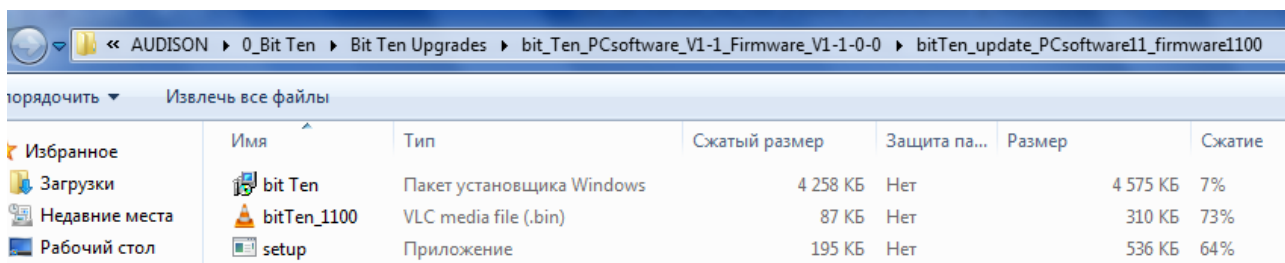 « AUDISON ▸ 0_Bit Ten ▸ Bit Ten Upgrades ▸ bit_Ten_PCsoftware_V1-1_Firmware_V1-1-0-0 ▸ bitTen_update_PCsoftware11_firmware1100
порядочить ▾ Извлечь все файлы
Избранное
Загрузки
Недавние места
Рабочий стол
Имя Тип Сжатый размер Защита па... Размер Сжатие
bit Ten Пакет установщика Windows 4 258 КБ Нет 4 575 КБ 7%
bitTen_1100 VLC media file (.bin) 87 КБ Нет 310 КБ 73%
setup Приложение 195 КБ Нет 536 КБ 64%